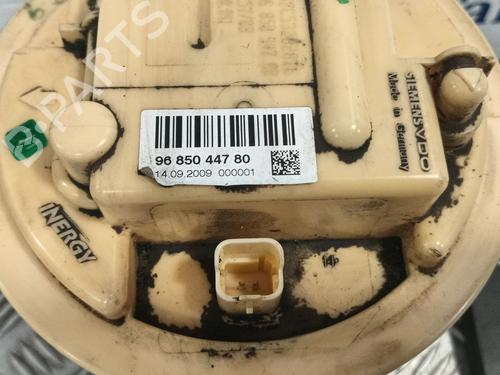 B PARTS
96 850 447 80
14.09.2009 000001
SIEMENS VDO
Made in Germany
INERGY